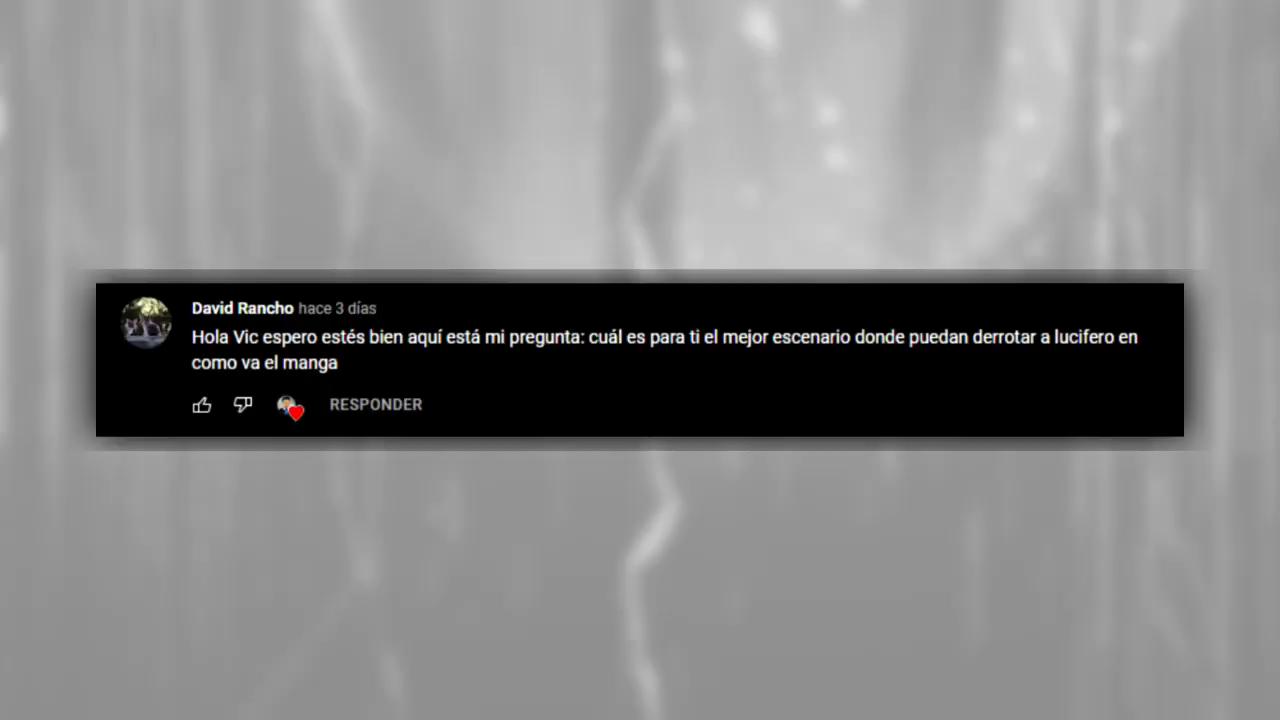 David Rancho hace 3 días
Hola Vic espero estés bien aquí está mi pregunta: cuál es para ti el mejor escenario donde puedan derrotar a lucifero en
como va el manga
RESPONDER